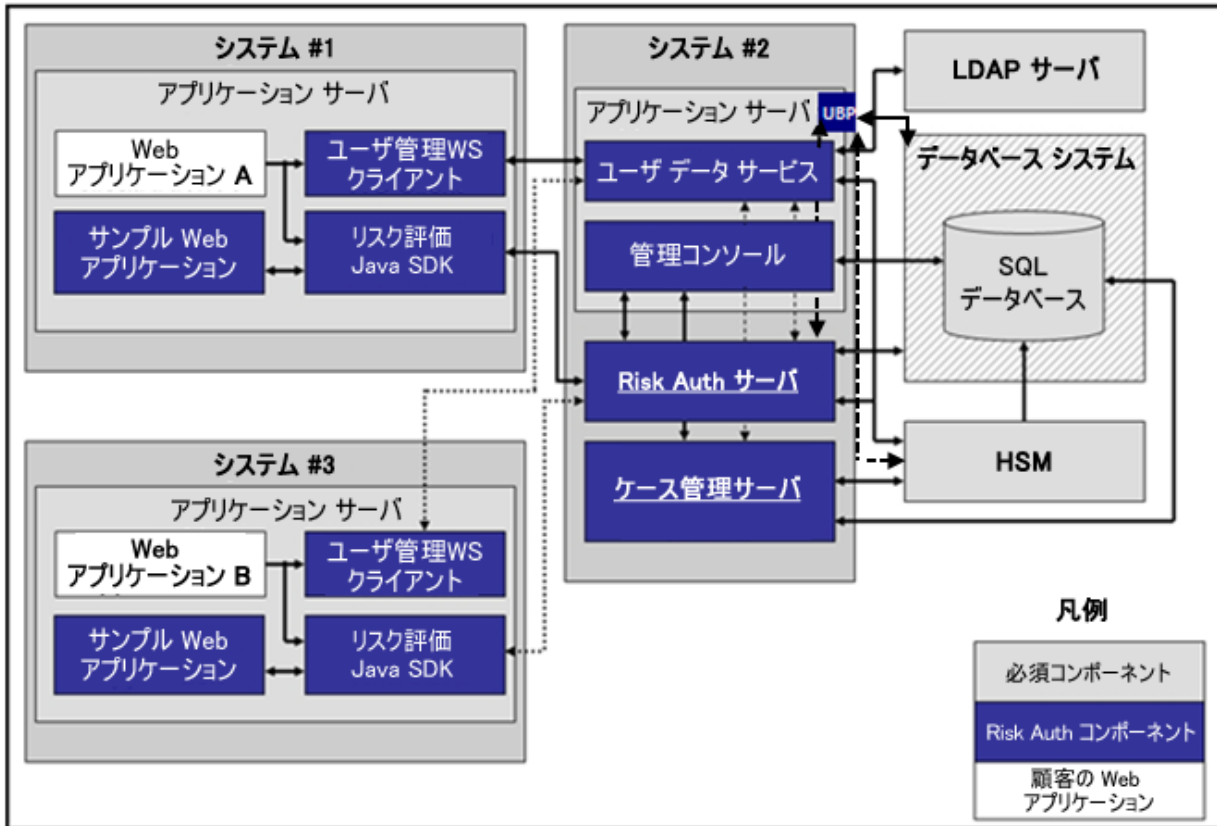 システム #1
アプリケーション サーバ
Web
アプリケーション A
ユーザ管理WS
クライアント
サンプル Web
アプリケーション
リスク評価
Java SDK
システム #2
アプリケーション サーバ
UBP
ユーザ データ サービス
管理コンソール
Risk Auth サーバ
ケース管理サーバ
LDAP サーバ
データベース システム
SQL
データベース
HSM
システム #3
アプリケーション サーバ
Web
アプリケーション B
ユーザ管理WS
クライアント
サンプル Web
アプリケーション
リスク評価
Java SDK
凡例
必須コンポーネント
Risk Auth コンポーネント
顧客の Web
アプリケーション